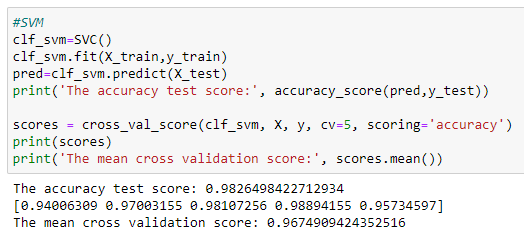 #SVM
clf_svm=SVC()
clf_svm.fit(X_train,y_train)
pred=clf_svm.predict(X_test)
print('The accuracy test score:', accuracy_score(pred,y_test))

scores = cross_val_score(clf_svm, X, y, cv=5, scoring='accuracy')
print(scores)
print('The mean cross validation score:', scores.mean())
The accuracy test score: 0.9826498422712934
[0.94006309 0.97003155 0.98107256 0.98894155 0.95734597]
The mean cross validation score: 0.9674909424352516